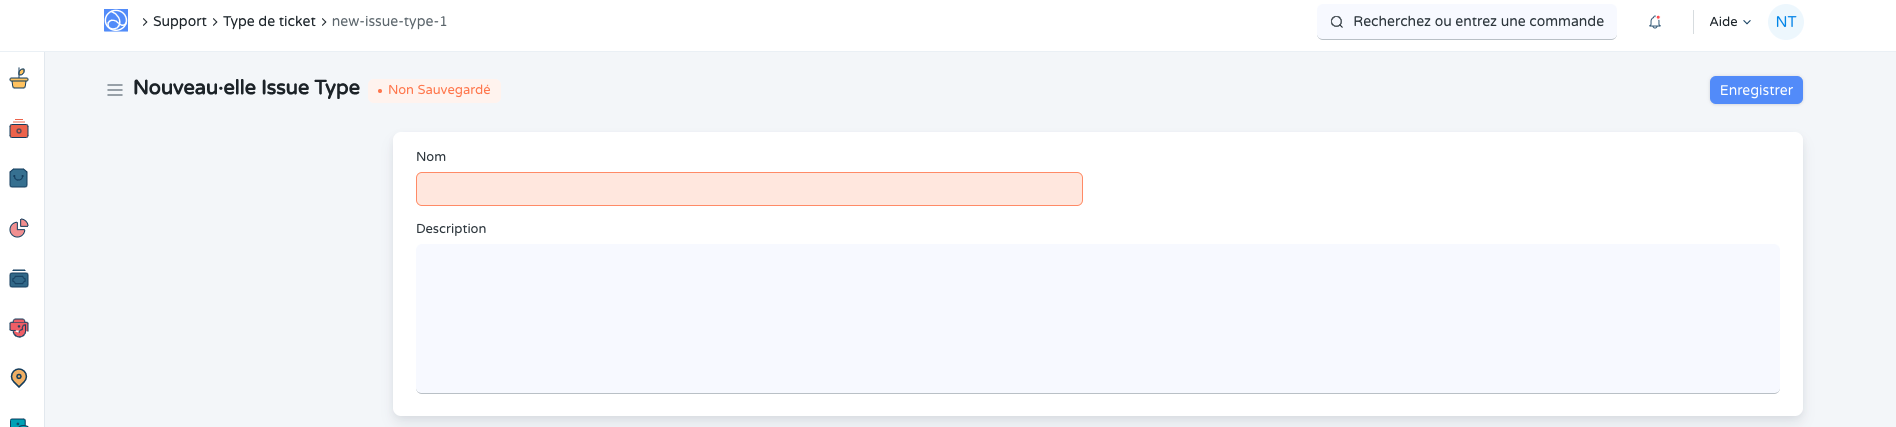 Support Type de ticket new-issue-type-1
Recherchez ou entrez une commande
Aide
NT
Nouveau·elle Issue Type
Non Sauvegardé
Enregistrer
Nom
Description